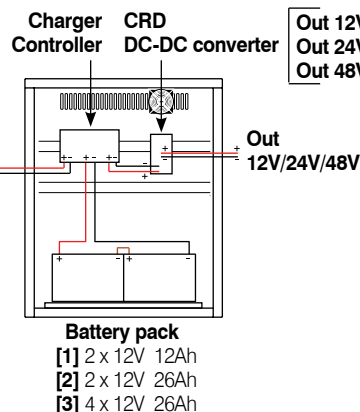 Charger Controller
CRD DC-DC converter
Out 12V
Out 24V
Out 48V
Out
12V/24V/48V
+ -
+ -
+ -
-
+
+
-
+
-
+
- +
-
Battery pack
[1] 2 x 12V 12Ah
[2] 2 x 12V 26Ah
[3] 4 x 12V 26Ah